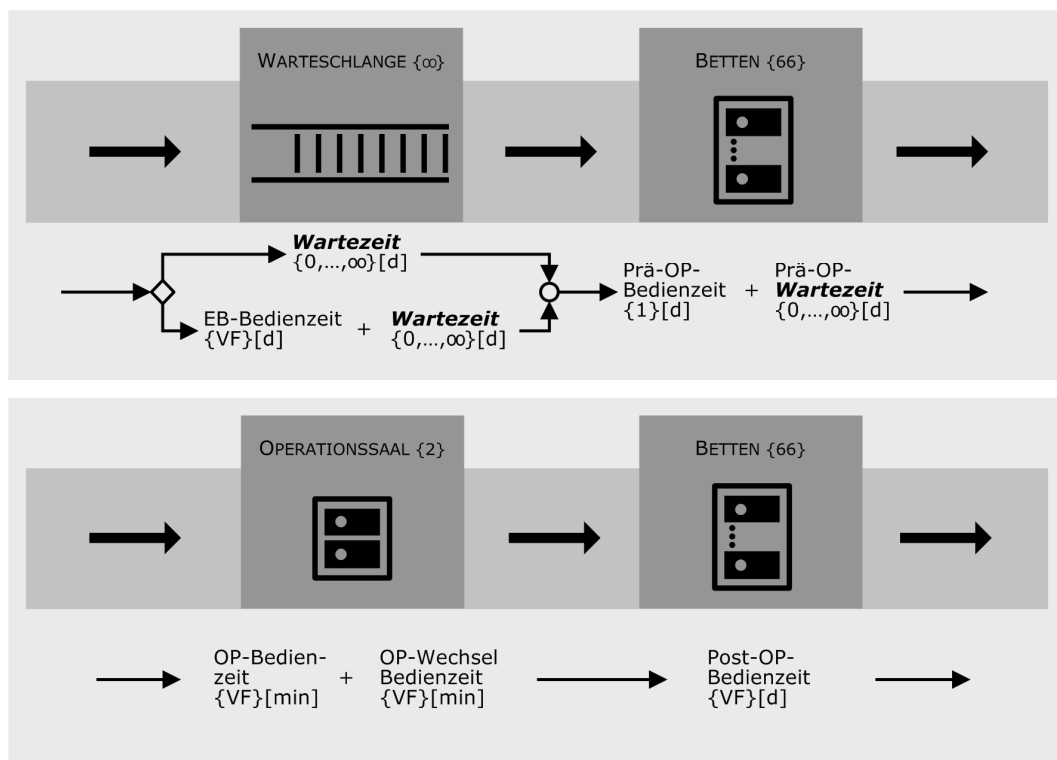 WARTESCHLANGE {∞}
BETTEN {66}
Wartezeit
{0,...,∞}[d]
EB-Bedienzeit + Wartezeit
{VF}[d] {0,...,∞}[d]
Prä-OP- Prä-OP-
Bedienzeit + Wartezeit
{1}[d] {0,...,∞}[d]
OPERATIONSSAAL {2}
BETTEN {66}
OP-Bedien- OP-Wechsel
zeit + Bedienzeit
{VF}[min] {VF}[min]
Post-OP-
Bedienzeit
{VF}[d]